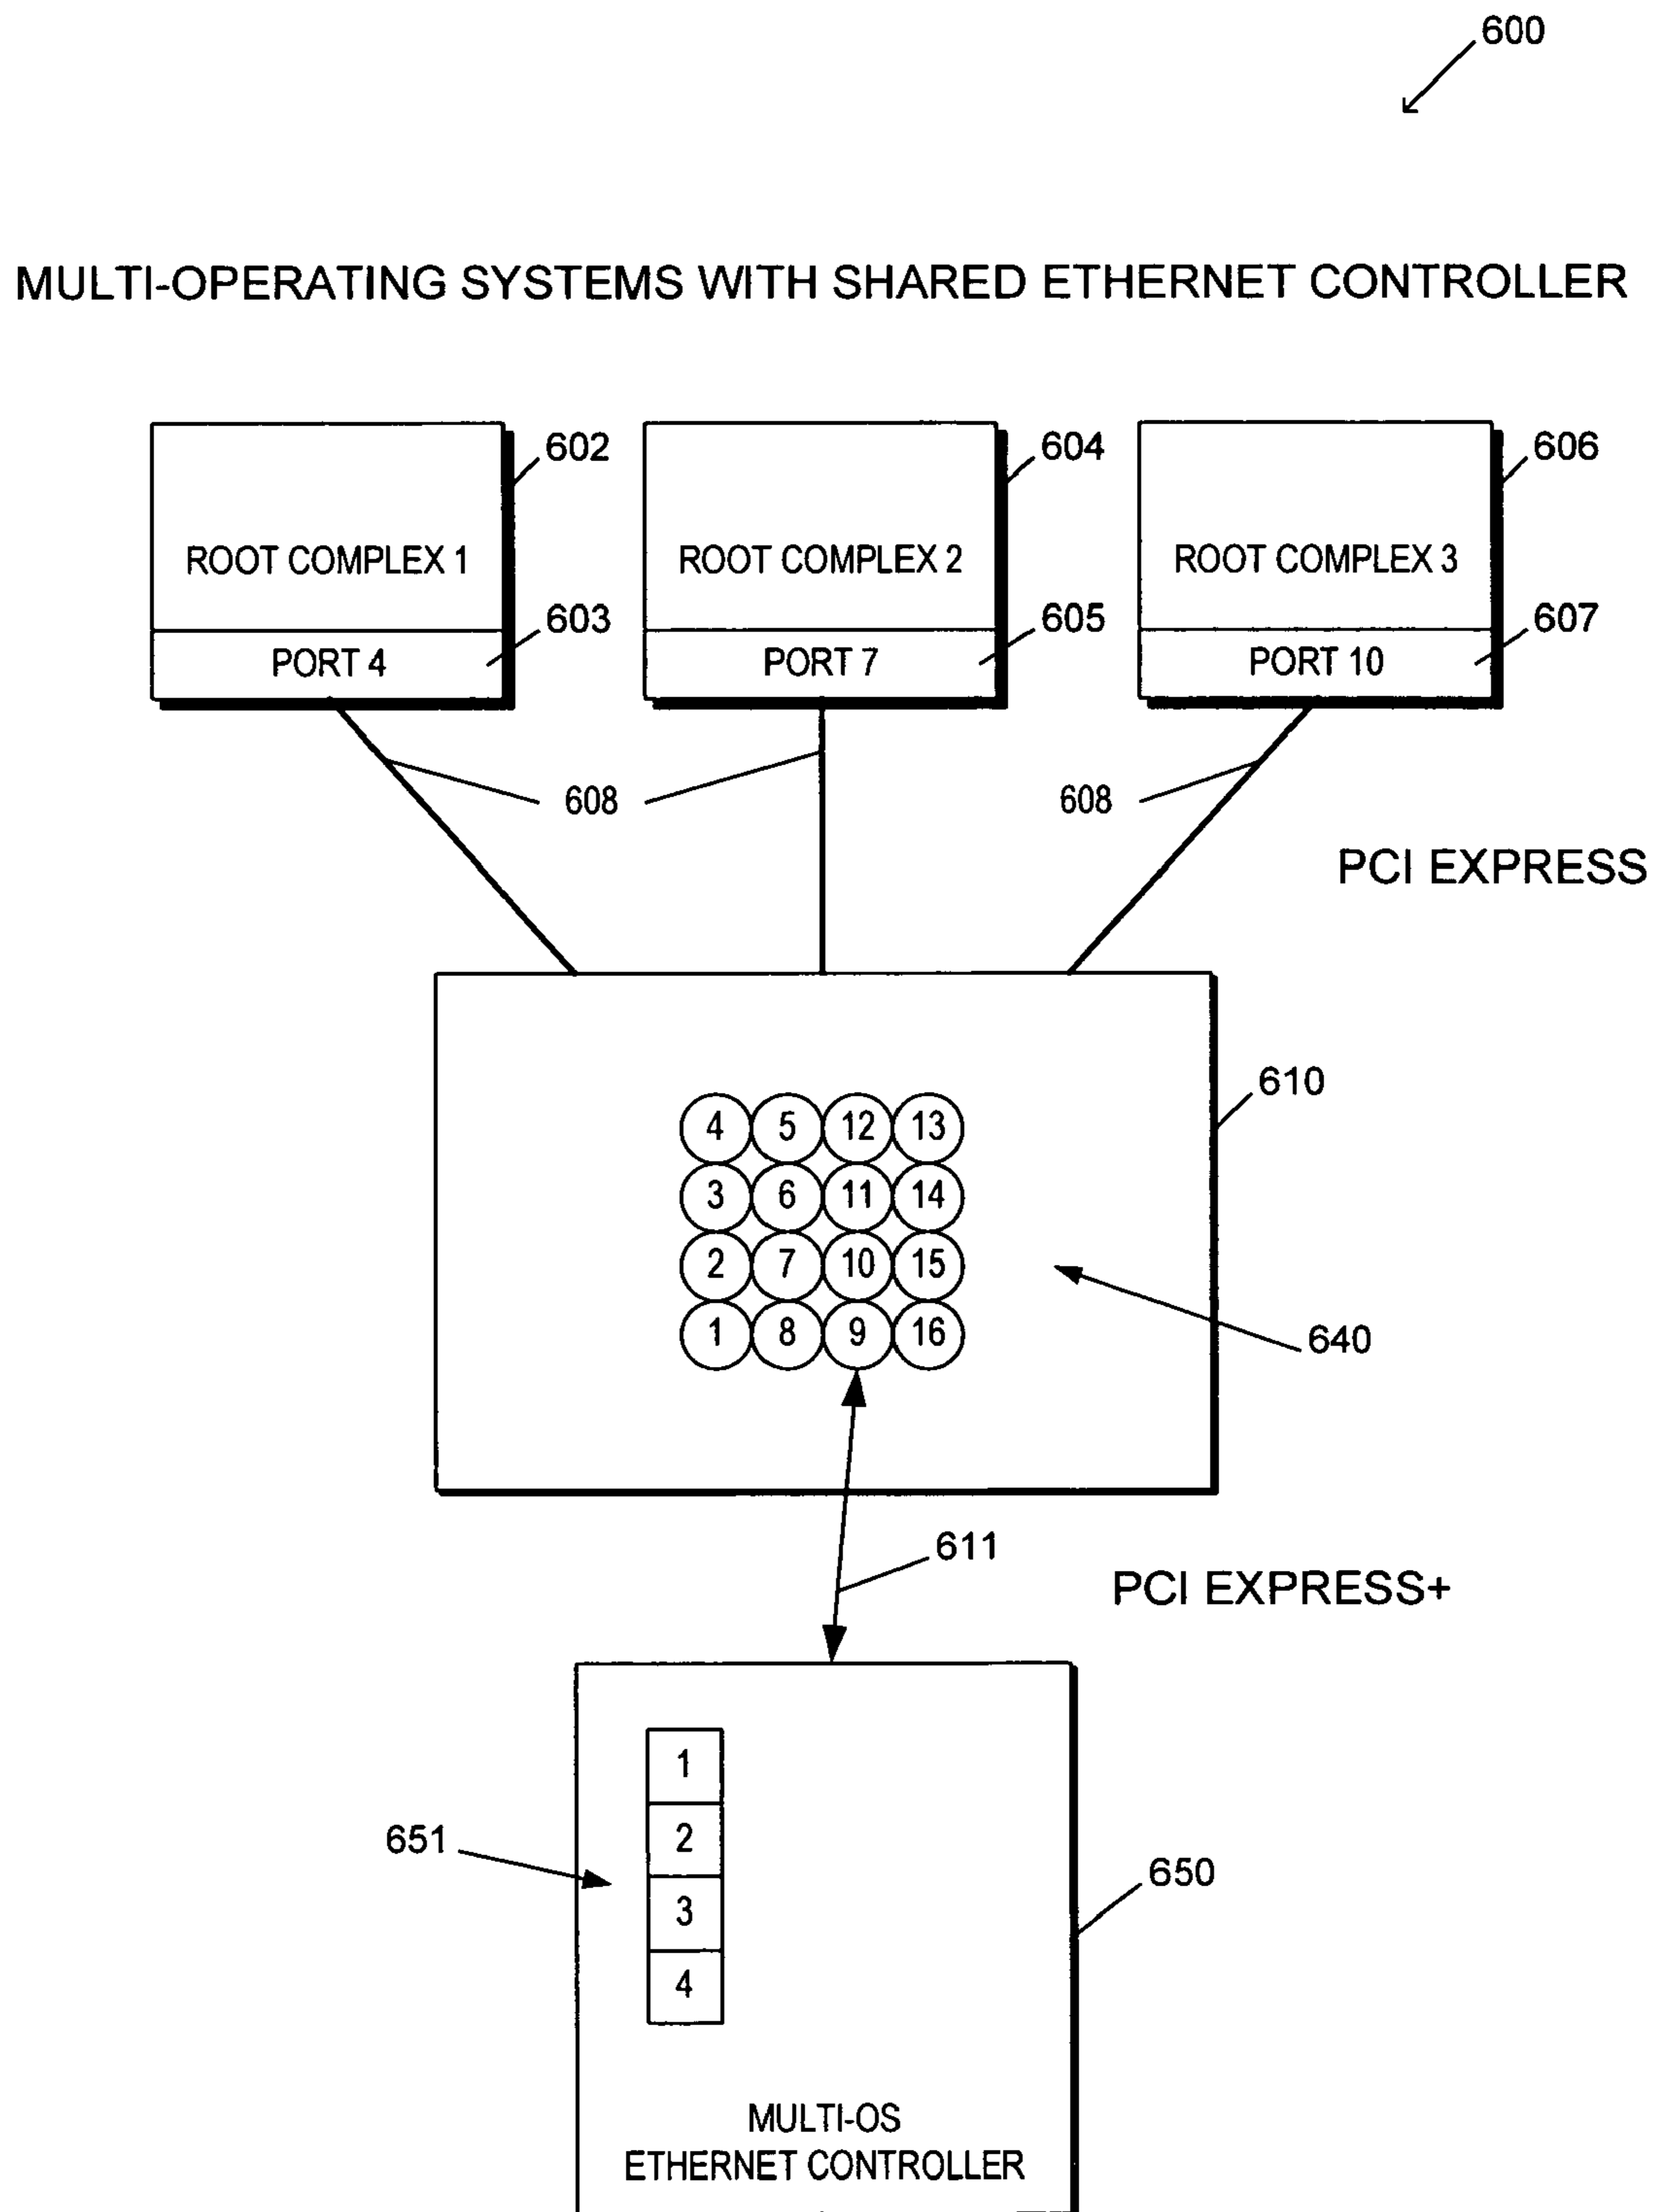 600
MULTI-OPERATING SYSTEMS WITH SHARED ETHERNET CONTROLLER
602
604
606
ROOT COMPLEX 1
ROOT COMPLEX 2
ROOT COMPLEX 3
603
605
607
PORT 4
PORT 7
PORT 10
608
608
PCI EXPRESS
610
4 5 12 13
3 6 11 14
2 7 10 15
1 8 9 16
640
611
PCI EXPRESS+
1
2
3
4
651
650
MULTI-OS
ETHERNET CONTROLLER